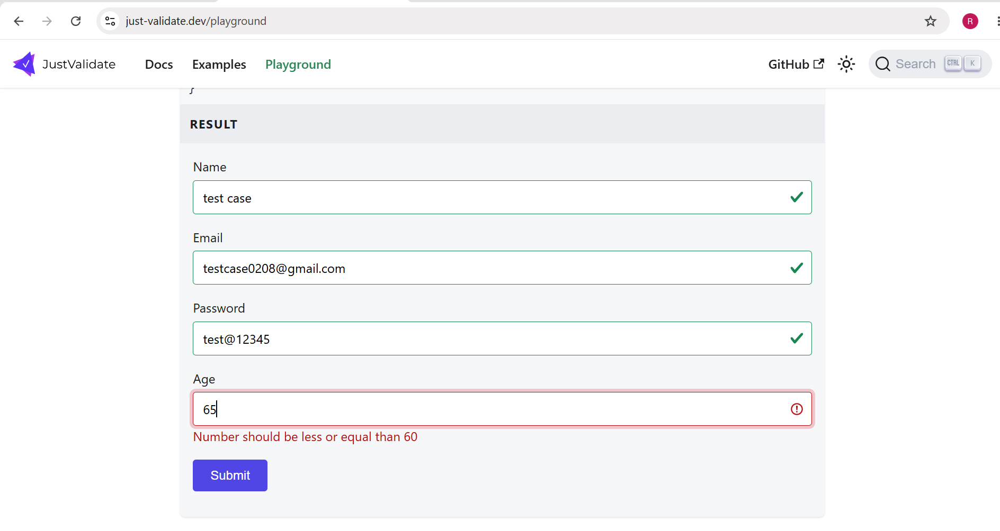 just-validate.dev/playground
R
JustValidate Docs Examples Playground GitHub Search CTRL K
}
RESULT
Name
test case
Email
testcase0208@gmail.com
Password
test@12345
Age
65
Number should be less or equal than 60
Submit